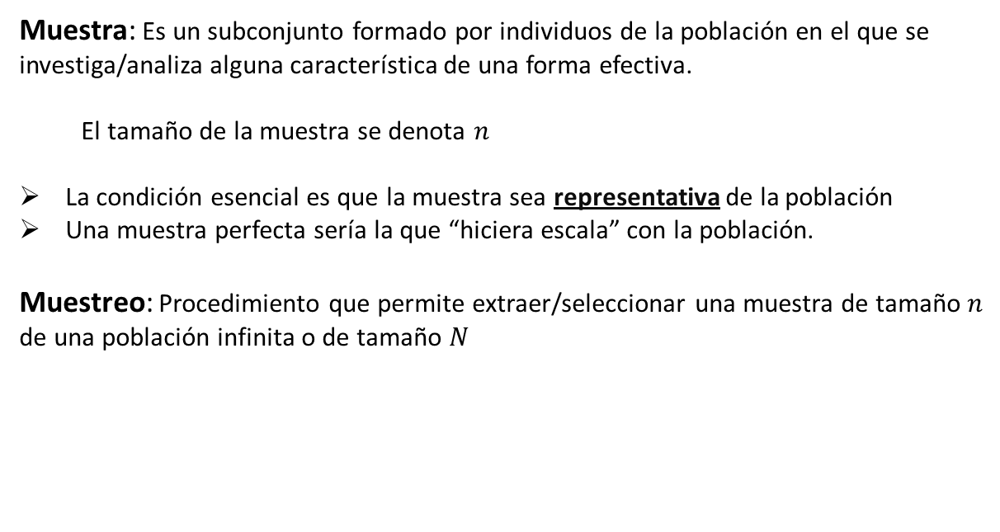 Muestra: Es un subconjunto formado por individuos de la población en el que se
investiga/analiza alguna característica de una forma efectiva.
El tamaño de la muestra se denota n
➢ La condición esencial es que la muestra sea representativa de la población
➢ Una muestra perfecta sería la que “hiciera escala” con la población.
Muestreo: Procedimiento que permite extraer/seleccionar una muestra de tamaño n
de una población infinita o de tamaño N